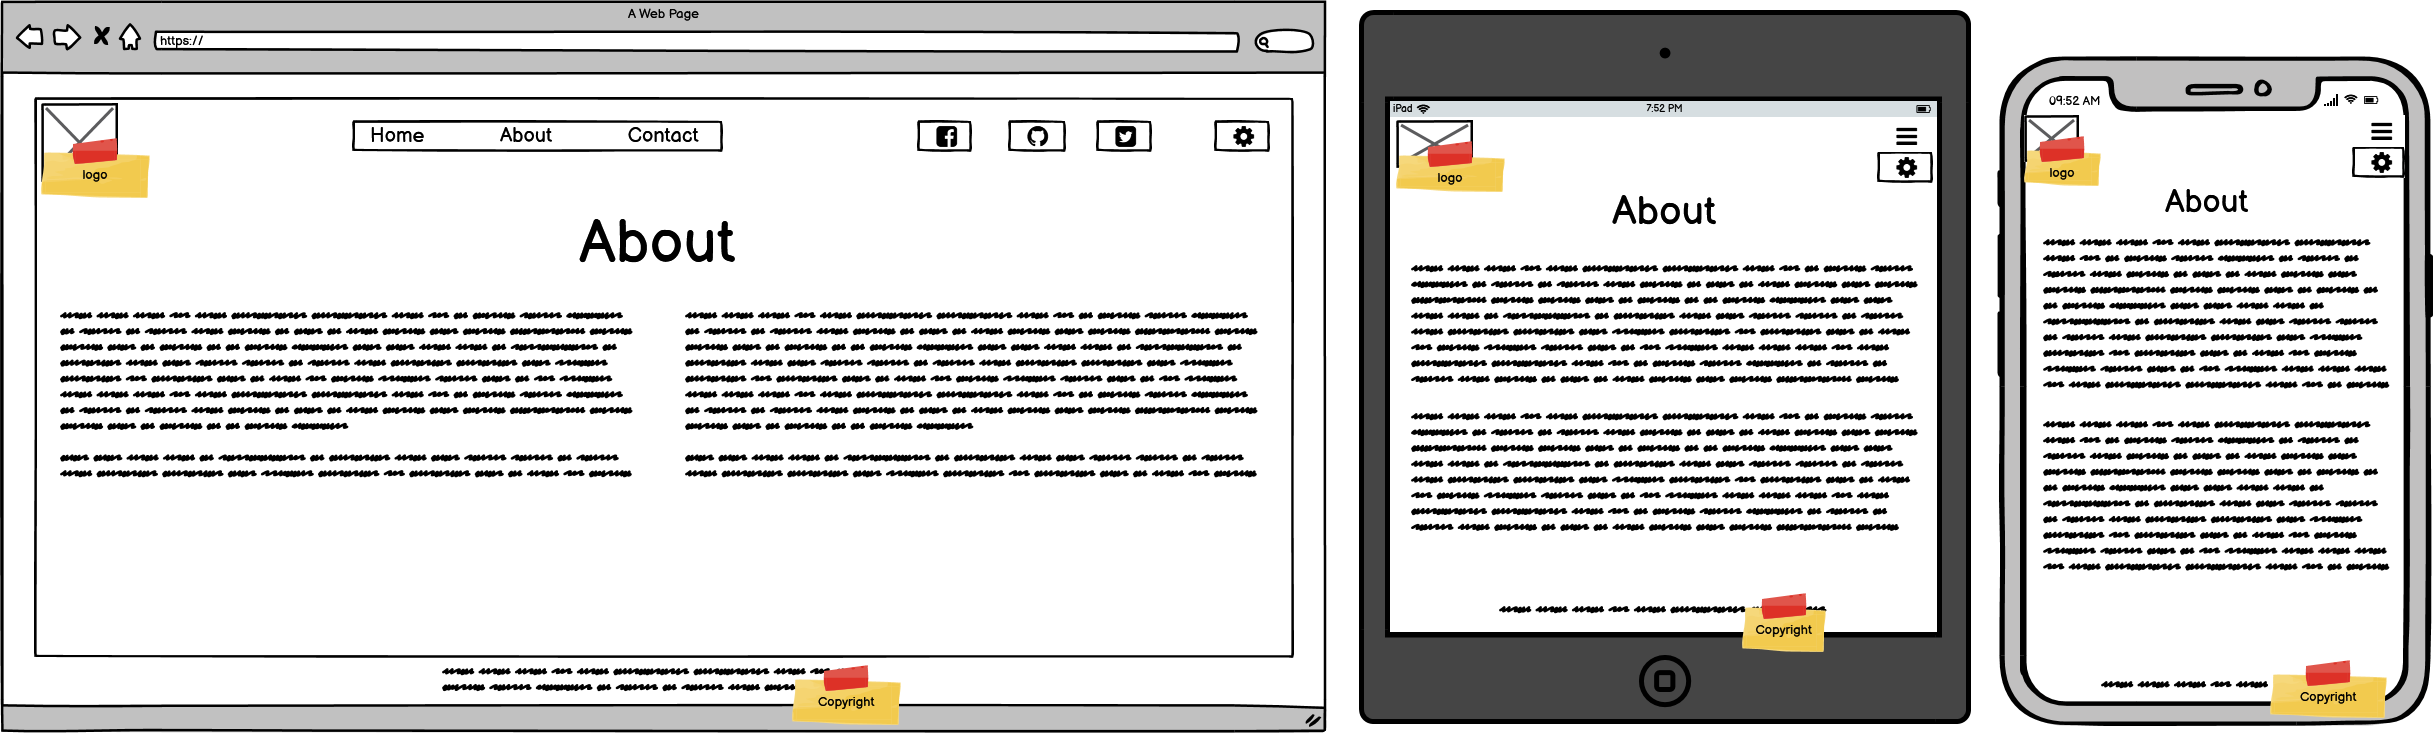 A Web Page
https://
Home About Contact
logo
About
Copyright
iPad 7:52 PM
logo
About
Copyright
09:52 AM
logo
About
Copyright